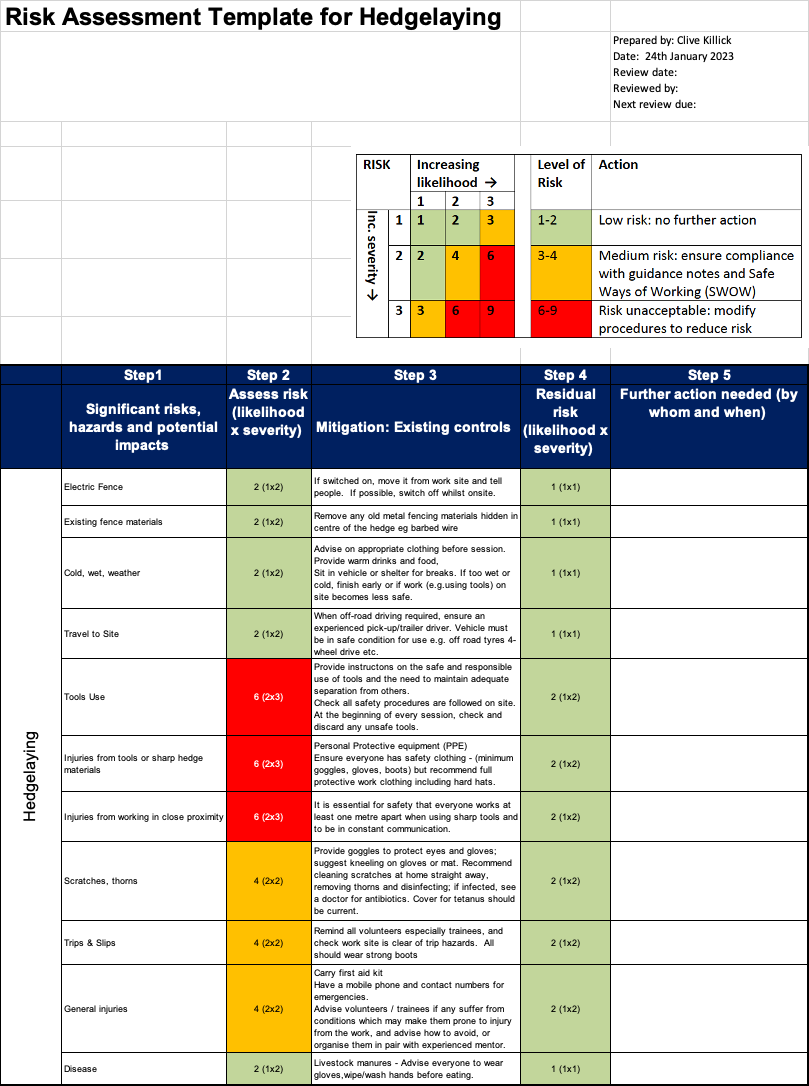 Risk Assessment Template for Hedgelaying
Prepared by: Clive Killick
Date:  24th January 2023
Review date:
Reviewed by:
Next review due:
RISK
Increasing
likelihood →
Level of
Risk
Action
1 2 3
Inc. severity →
1 1 2 3
1-2
Low risk: no further action
2 2 4 6
3-4
Medium risk: ensure compliance
with guidance notes and Safe
Ways of Working (SWOW)
3 3 6 9
6-9
Risk unacceptable: modify
procedures to reduce risk
Step1
Step 2
Step 3
Step 4
Step 5
Significant risks,
hazards and potential
impacts
Assess risk
(likelihood
x severity)
Mitigation: Existing controls
Residual
risk
(likelihood x
severity)
Further action needed (by
whom and when)
Hedgelaying
Electric Fence
2 (1x2)
If switched on, move it from work site and tell
people.  If possible, switch off whilst onsite.
1 (1x1)
Existing fence materials
2 (1x2)
Remove any old metal fencing materials hidden in
centre of the hedge eg barbed wire
1 (1x1)
Cold, wet, weather
2 (1x2)
Advise on appropriate clothing before session.
Provide warm drinks and food,
Sit in vehicle or shelter for breaks. If too wet or
cold, finish early or if work (e.g.using tools) on
site becomes less safe.
1 (1x1)
Travel to Site
2 (1x2)
When off-road driving required, ensure an
experienced pick-up/trailer driver. Vehicle must
be in safe condition for use e.g. off road tyres 4-
wheel drive etc.
1 (1x1)
Tools Use
6 (2x3)
Provide instructons on the safe and responsible
use of tools and the need to maintain adequate
separation from others.
Check all safety procedures are followed on site.
At the beginning of every session, check and
discard any unsafe tools.
2 (1x2)
Injuries from tools or sharp hedge
materials
6 (2x3)
Personal Protective equipment (PPE)
Ensure everyone has safety clothing - (minimum
goggles, gloves, boots) but recommend full
protective work clothing including hard hats.
2 (1x2)
Injuries from working in close proximity
6 (2x3)
It is essential for safety that everyone works at
least one metre apart when using sharp tools and
to be in constant communication.
2 (1x2)
Scratches, thorns
4 (2x2)
Provide goggles to protect eyes and gloves;
suggest kneeling on gloves or mat. Recommend
cleaning scratches at home straight away,
removing thorns and disinfecting; if infected, see
a doctor for antibiotics. Cover for tetanus should
be current.
2 (1x2)
Trips & Slips
4 (2x2)
Remind all volunteers especially trainees, and
check work site is clear of trip hazards.  All
should wear strong boots
2 (1x2)
General injuries
4 (2x2)
Carry first aid kit
Have a mobile phone and contact numbers for
emergencies.
Advise volunteers / trainees if any suffer from
conditions which may make them prone to injury
from the work, and advise how to avoid, or
organise them in pair with experienced mentor.
2 (1x2)
Disease
2 (1x2)
Livestock manures - Advise everyone to wear
gloves,wipe/wash hands before eating.
1 (1x1)